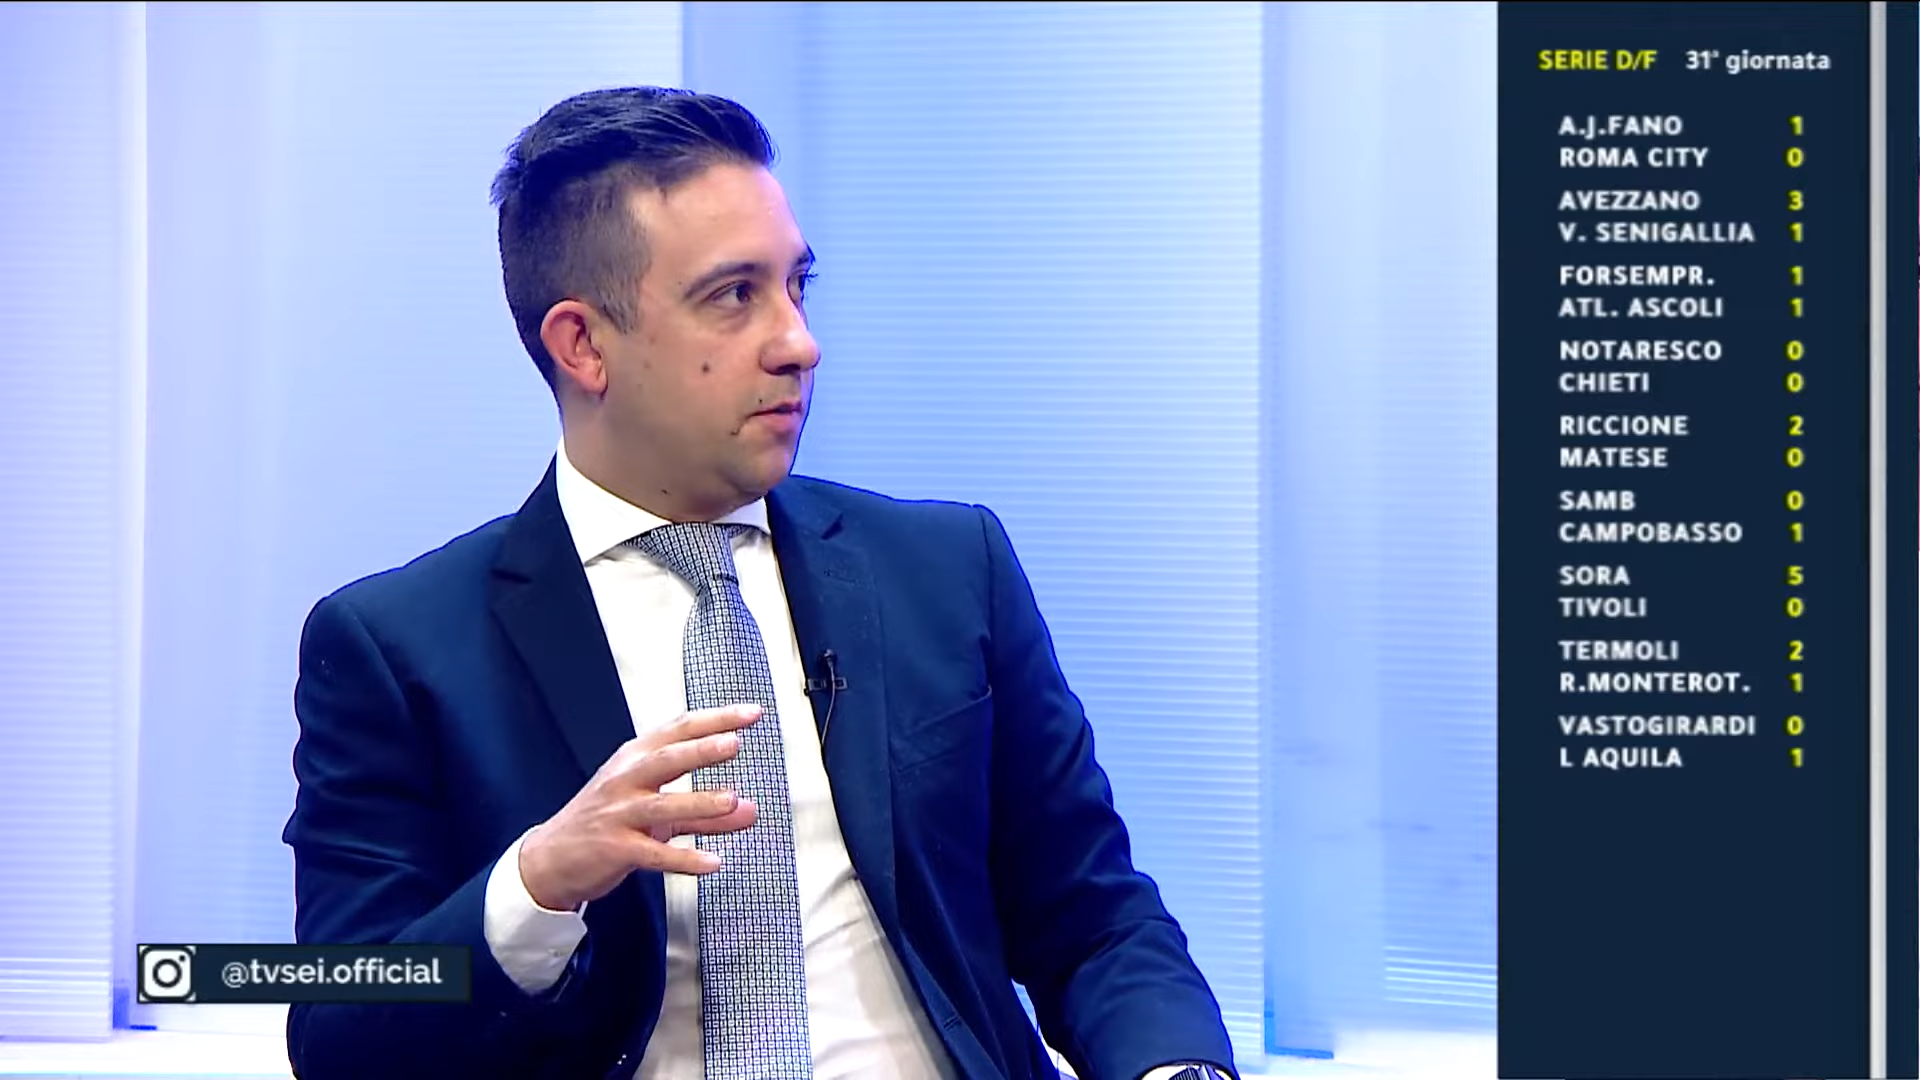 SERIE D/F 31ª giornata
A.J.FANO 1
ROMA CITY 0
AVEZZANO 3
V. SENIGALLIA 1
FORSEMPR. 1
ATL. ASCOLI 1
NOTARESCO 0
CHIETI 0
RICCIONE 2
MATESE 0
SAMB 0
CAMPOBASSO 1
SORA 5
TIVOLI 0
TERMOLI 2
R.MONTEROT. 1
VASTOGIRARDI 0
L AQUILA 1
@tvsei.official